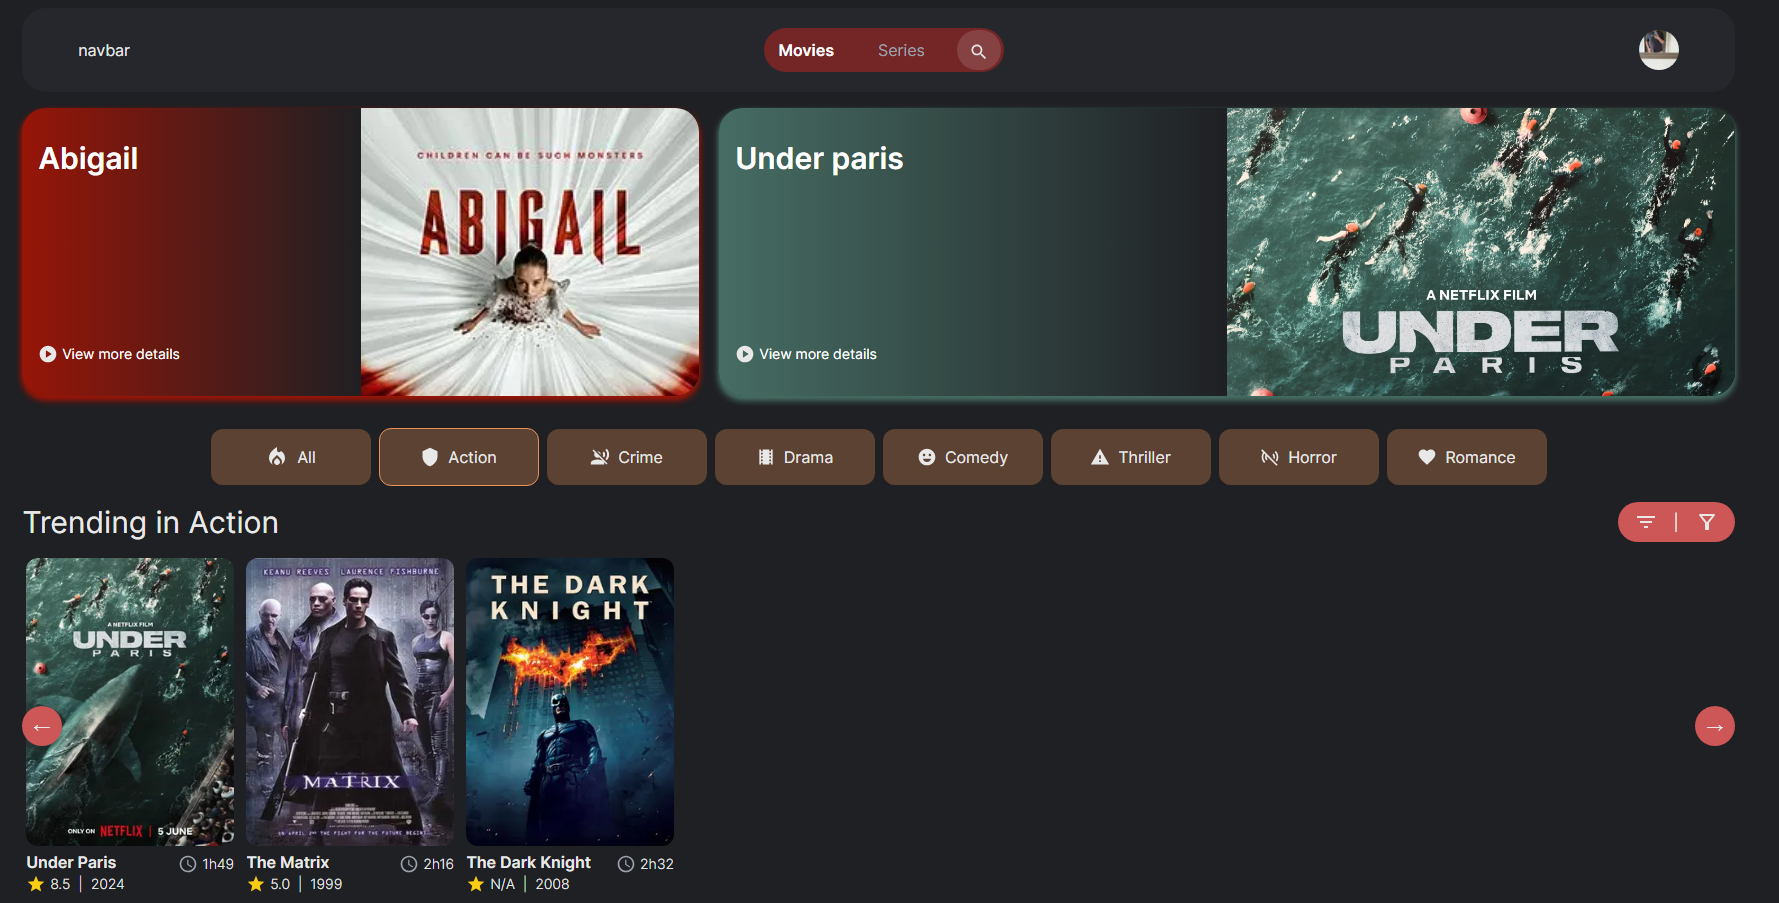 navbar
Movies
Series
Abigail
CHILDREN CAN BE SUCH MONSTERS
ABIGAIL
View more details
Under paris
A NETFLIX FILM
UNDER
PARIS
View more details
All
Action
Crime
Drama
Comedy
Thriller
Horror
Romance
Trending in Action
A NETFLIX FILM
UNDER
PARIS
ONLY ON NETFLIX | 5 JUNE
KEANU REEVES LAURENCE FISHBURNE
MATRIX
THE DARK
KNIGHT
←
→
Under Paris 1h49
8.5 | 2024
The Matrix 2h16
5.0 | 1999
The Dark Knight 2h32
N/A | 2008